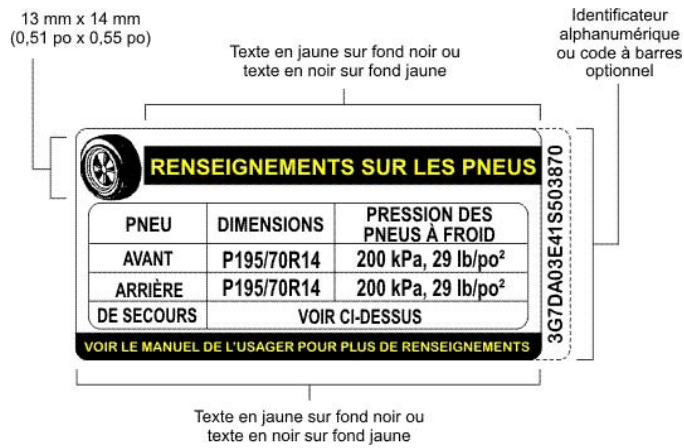 13 mm x 14 mm
(0,51 po x 0,55 po)
Texte en jaune sur fond noir ou
texte en noir sur fond jaune
Identificateur
alphanumérique
ou code à barres
optionnel
RENSEIGNEMENTS SUR LES PNEUS
PNEU DIMENSIONS PRESSION DES
PNEUS À FROID
AVANT P195/70R14 200 kPa, 29 lb/po²
ARRIÈRE P195/70R14 200 kPa, 29 lb/po²
DE SECOURS VOIR CI-DESSUS
VOIR LE MANUEL DE L'USAGER POUR PLUS DE RENSEIGNEMENTS
3G7DA03E41S503870
Texte en jaune sur fond noir ou
texte en noir sur fond jaune